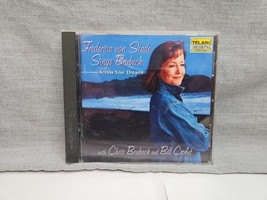 Frederica von Stade
Sings Brubeck
Across Your Dreams
TELARC
with Chris Brubeck and Bill Crofut